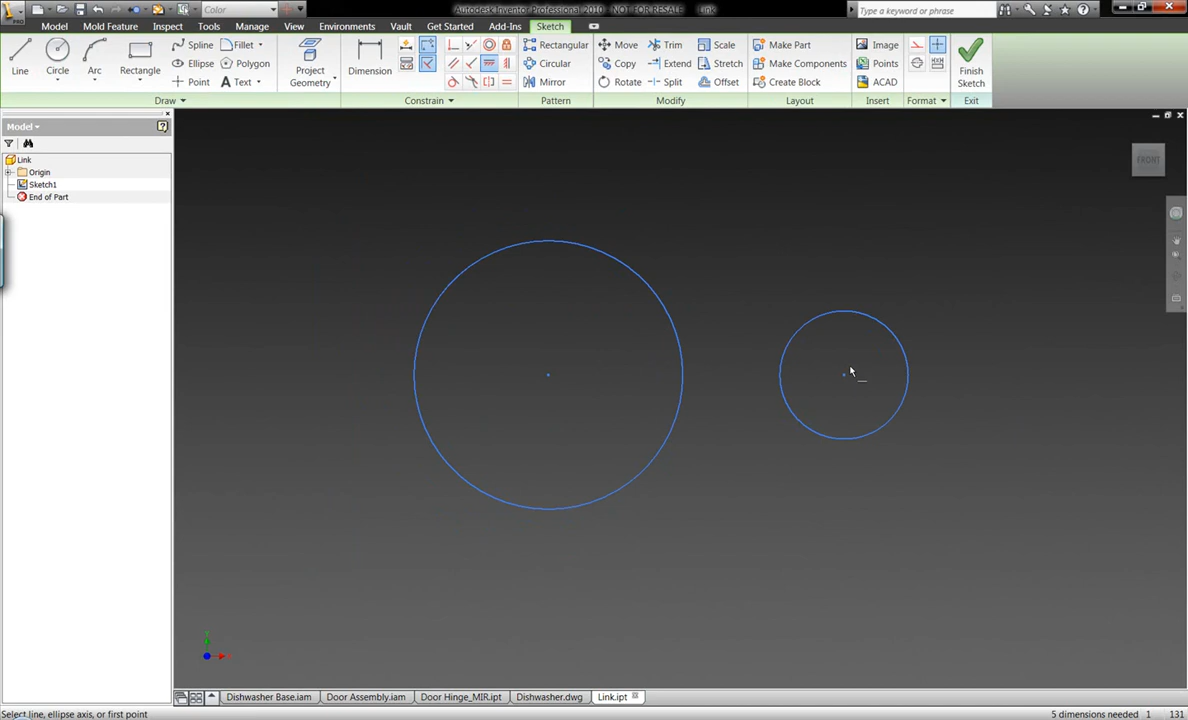 PRO
Color
Autodesk Inventor Professional 2010 - NOT FOR RESALE - Link
Type a keyword or phrase
Model Mold Feature Inspect Tools Manage View Environments Vault Get Started Add-Ins Sketch
Line Circle Arc Rectangle
Spline Fillet
Ellipse Polygon
Point Text
Dimension
Project
Geometry
Rectangular
Circular
Mirror
Move Trim Scale
Copy Extend Stretch
Rotate Split Offset
Make Part
Make Components
Create Block
Image
Points
ACAD
Finish
Sketch
Draw Constrain Pattern Modify Layout Insert Format Exit
Model
Link
Origin
Sketch1
End of Part
FRONT
Dishwasher Base.iam Door Assembly.iam Door Hinge_MIR.ipt Dishwasher.dwg Link.ipt
Select line, ellipse axis, or first point 5 dimensions needed 1 131